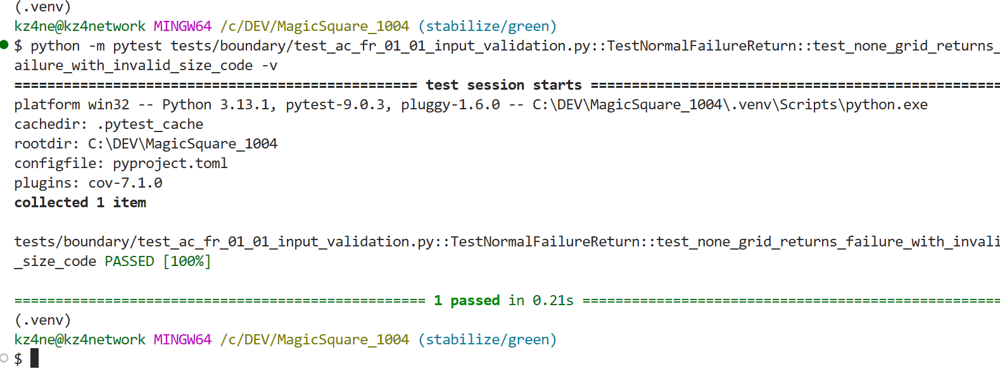 (.venv)
kz4ne@kz4network MINGW64 /c/DEV/MagicSquare_1004 (stabilize/green)
$ python -m pytest tests/boundary/test_ac_fr_01_01_input_validation.py::TestNormalFailureReturn::test_none_grid_returns_
ailure_with_invalid_size_code -v
================================================= test session starts ==================================================
platform win32 -- Python 3.13.1, pytest-9.0.3, pluggy-1.6.0 -- C:\DEV\MagicSquare_1004\.venv\Scripts\python.exe
cachedir: .pytest_cache
rootdir: C:\DEV\MagicSquare_1004
configfile: pyproject.toml
plugins: cov-7.1.0
collected 1 item
tests/boundary/test_ac_fr_01_01_input_validation.py::TestNormalFailureReturn::test_none_grid_returns_failure_with_invali
_size_code PASSED [100%]
================================================== 1 passed in 0.21s ===================================================
(.venv)
kz4ne@kz4network MINGW64 /c/DEV/MagicSquare_1004 (stabilize/green)
$